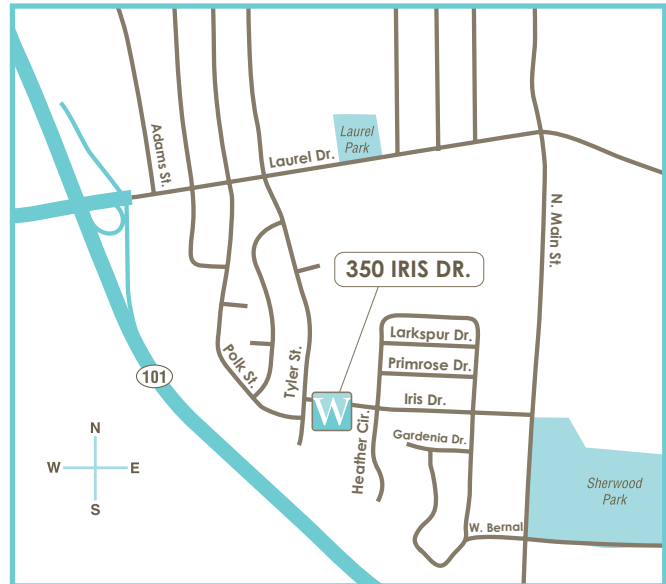 Adams St.
Laurel Dr.
Laurel
Park
N. Main St.
350 IRIS DR.
Larkspur Dr.
Primrose Dr.
Polk St.
Tyler St.
101
W
Iris Dr.
Heather Cir.
Gardenia Dr.
N
W
E
S
Sherwood
Park
W. Bernal